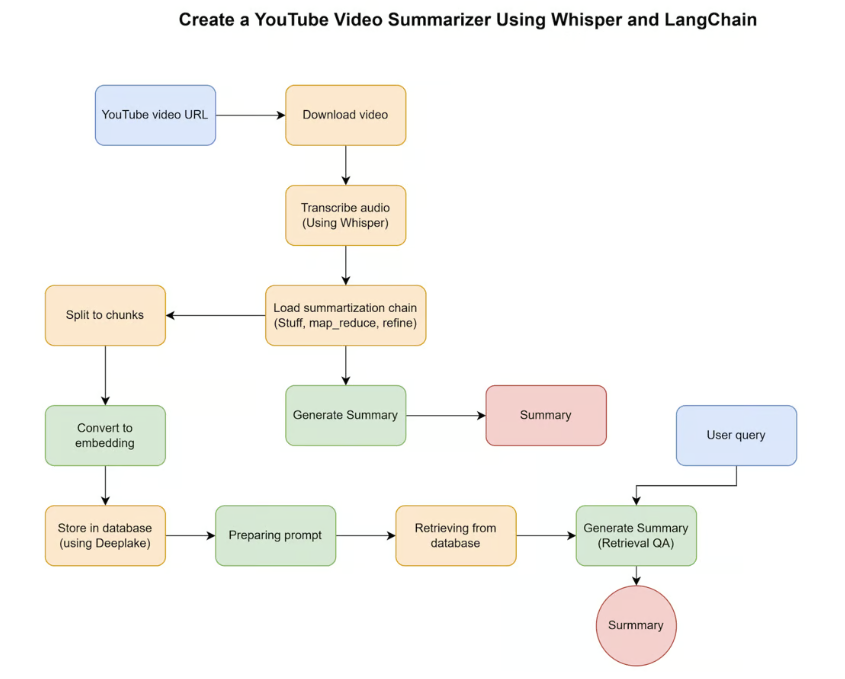 Create a YouTube Video Summarizer Using Whisper and LangChain
YouTube video URL
Download video
Transcribe audio
(Using Whisper)
Split to chunks
Load summartization chain
(Stuff, map_reduce, refine)
Generate Summary
Summary
User query
Convert to
embedding
Store in database
(using Deeplake)
Preparing prompt
Retrieving from
database
Generate Summary
(Retrieval QA)
Surmmary